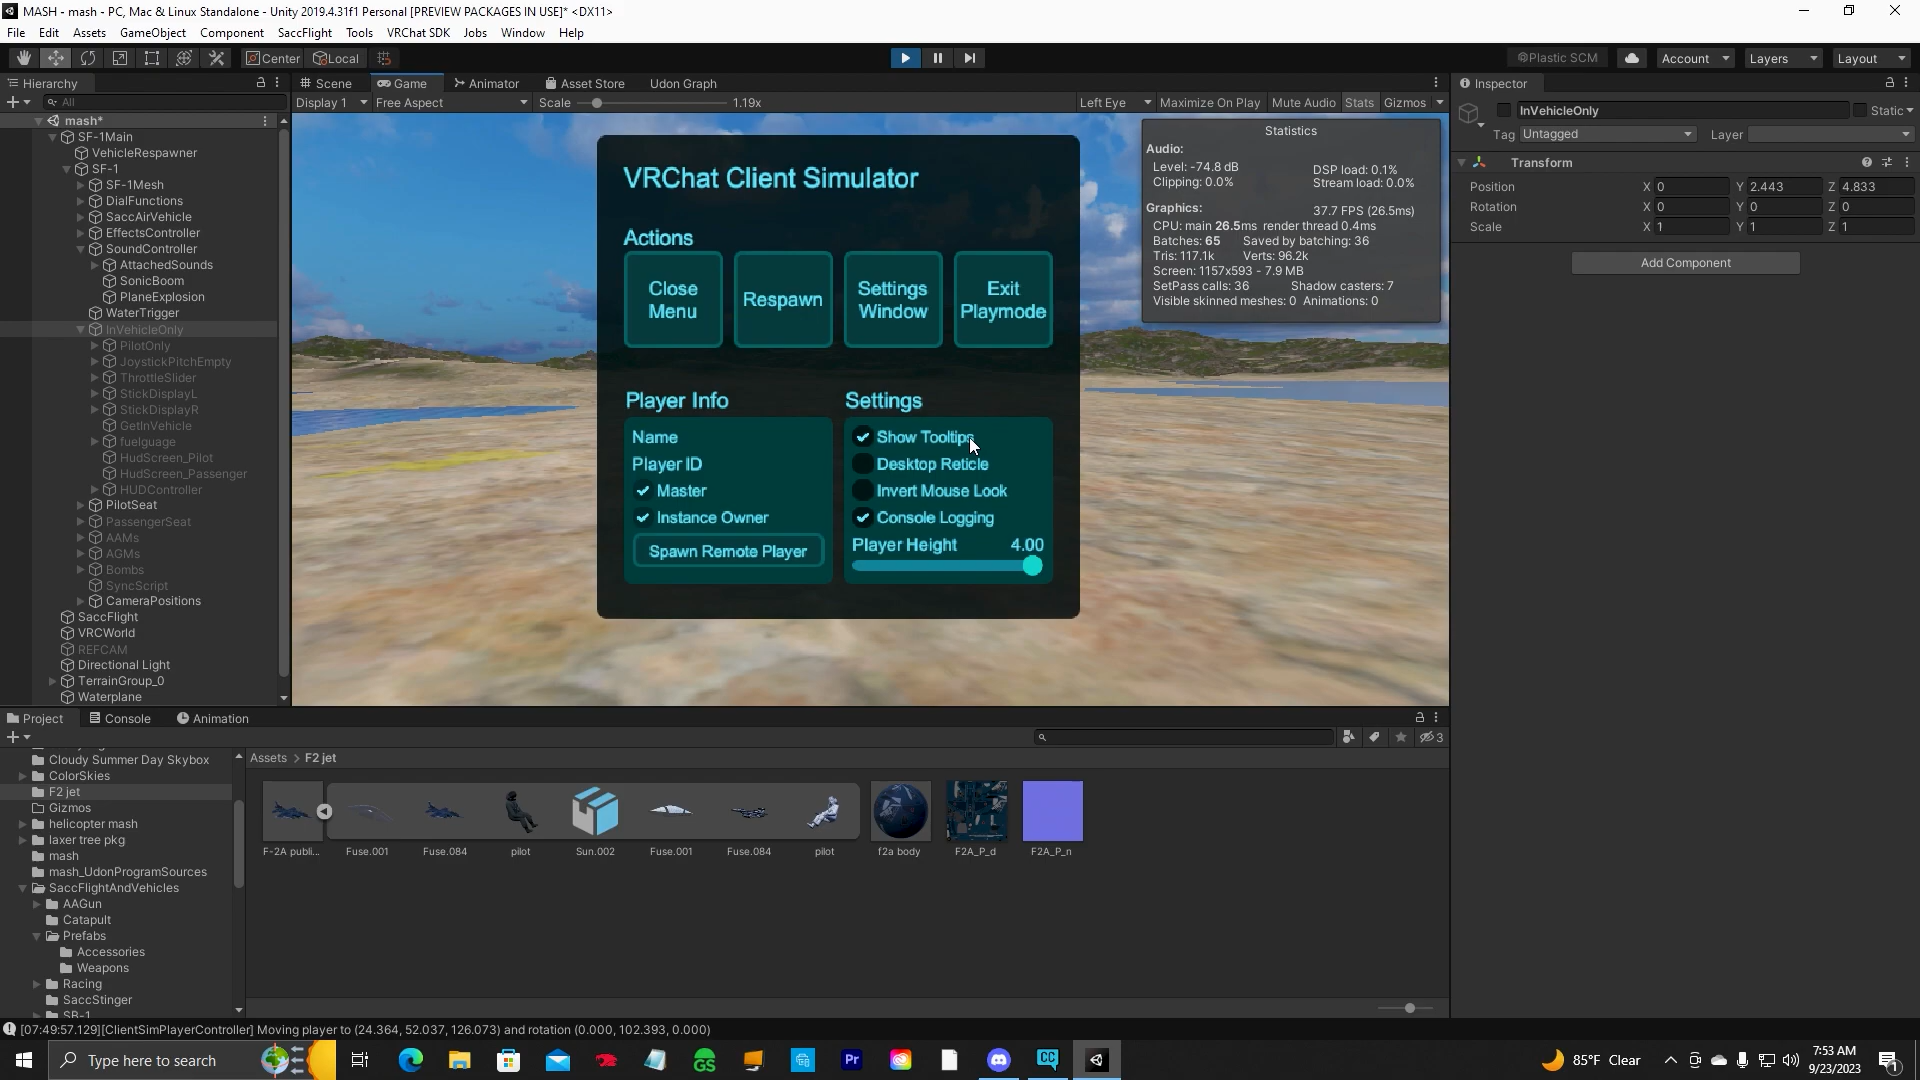 MASH - mash - PC, Mac & Linux Standalone - Unity 2019.4.31f1 Personal [PREVIEW PACKAGES IN USE]* <DX11>
File Edit Assets GameObject Component SaccFlight Tools VRChat SDK Jobs Window Help
Center Local Plastic SCM Account Layers Layout
Hierarchy Scene Game Animator Asset Store Udon Graph Inspector
All Display 1 Free Aspect Scale 1.19x Left Eye Maximize On Play Mute Audio Stats Gizmos
mash*
SF-1Main
VehicleRespawner
SF-1
SF-1Mesh
DialFunctions
SaccAirVehicle
EffectsController
SoundController
AttachedSounds
SonicBoom
PlaneExplosion
WaterTrigger
InVehicleOnly
PilotOnly
JoystickPitchEmpty
ThrottleSlider
StickDisplayL
StickDisplayR
GetInVehicle
fuelguage
HudScreen_Pilot
HudScreen_Passenger
HUDController
PilotSeat
PassengerSeat
AAMs
AGMs
Bombs
SyncScript
CameraPositions
SaccFlight
VRCWorld
REFCAM
Directional Light
TerrainGroup_0
Waterplane
VRChat Client Simulator
Actions
Close Menu
Respawn
Settings Window
Exit Playmode
Player Info
Name
Player ID
Master
Instance Owner
Spawn Remote Player
Settings
Show Tooltips
Desktop Reticle
Invert Mouse Look
Console Logging
Player Height 4.00
Statistics
Audio:
Level: -74.8 dB DSP load: 0.1%
Clipping: 0.0% Stream load: 0.0%
Graphics: 37.7 FPS (26.5ms)
CPU: main 26.5ms render thread 0.4ms
Batches: 65 Saved by batching: 36
Tris: 117.1k Verts: 96.2k
Screen: 1157x593 - 7.9 MB
SetPass calls: 36 Shadow casters: 7
Visible skinned meshes: 0 Animations: 0
InVehicleOnly Static
Tag Untagged Layer
Transform
Position X 0 Y 2.443 Z 4.833
Rotation X 0 Y 0 Z 0
Scale X 1 Y 1 Z 1
Add Component
Project Console Animation
3
Cloudy Summer Day Skybox
ColorSkies
F2 jet
Gizmos
helicopter mash
laxer tree pkg
mash
mash_UdonProgramSources
SaccFlightAndVehicles
AAGun
Catapult
Prefabs
Accessories
Weapons
Racing
SaccStinger
SB-1
Assets > F2 jet
F-2A publi... Fuse.001 Fuse.084 pilot Sun.002 Fuse.001 Fuse.084 pilot f2a body F2A_P_d F2A_P_n
[07:49:57.129][ClientSimPlayerController] Moving player to (24.364, 52.037, 126.073) and rotation (0.000, 102.393, 0.000)
Type here to search
GS
Pr
CC
85°F Clear
7:53 AM
9/23/2023
1